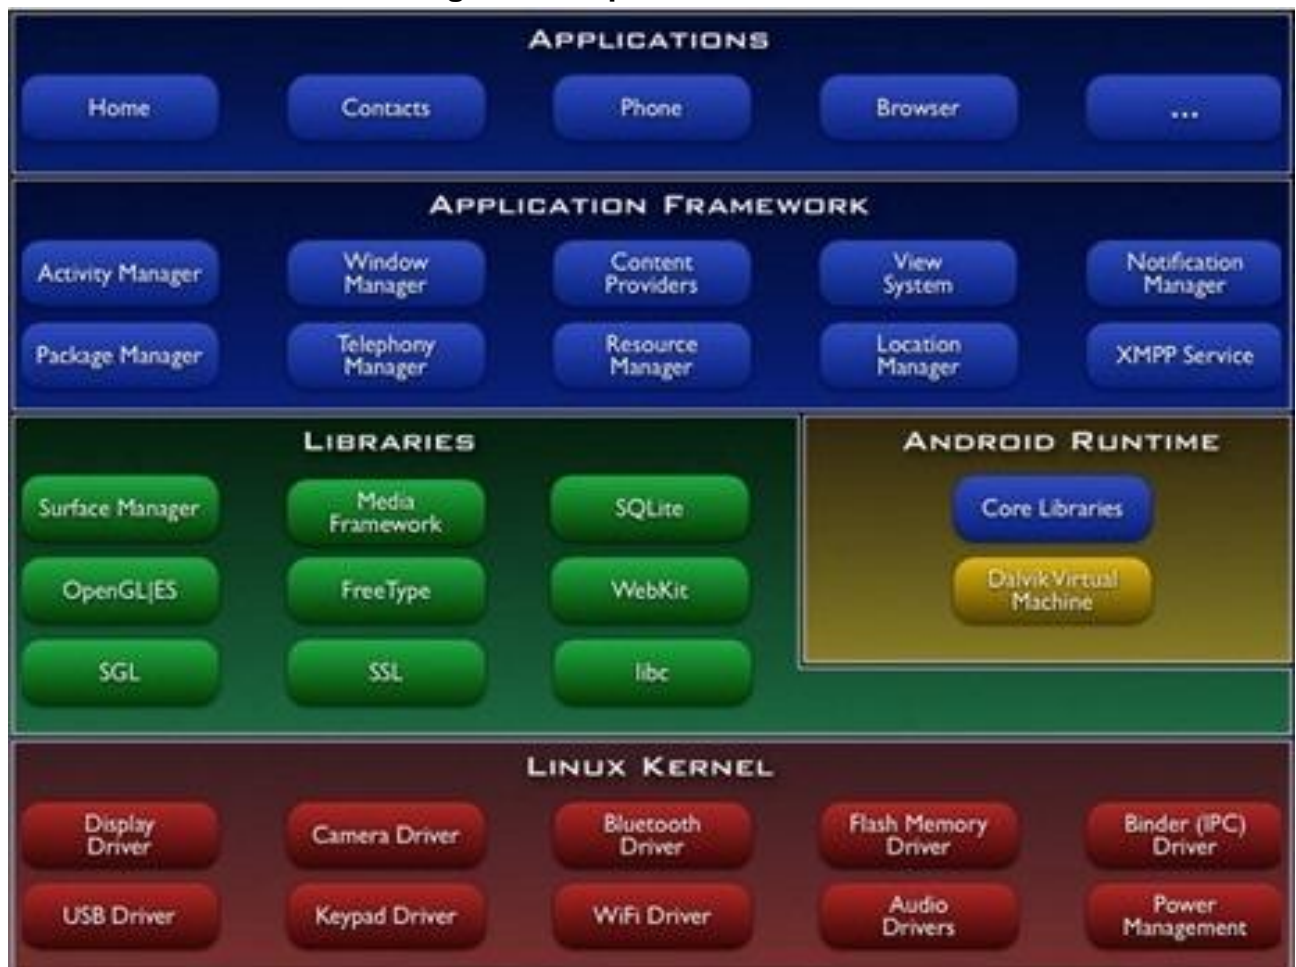 APPLICATIONS
Home
Contacts
Phone
Browser
...
APPLICATION FRAMEWORK
Activity Manager
Window
Manager
Content
Providers
View
System
Notification
Manager
Package Manager
Telephony
Manager
Resource
Manager
Location
Manager
XMPP Service
LIBRARIES
Surface Manager
Media
Framework
SQLite
OpenGL|ES
FreeType
WebKit
SGL
SSL
libc
ANDROID RUNTIME
Core Libraries
Dalvik Virtual
Machine
LINUX KERNEL
Display
Driver
Camera Driver
Bluetooth
Driver
Flash Memory
Driver
Binder (IPC)
Driver
USB Driver
Keypad Driver
WiFi Driver
Audio
Drivers
Power
Management